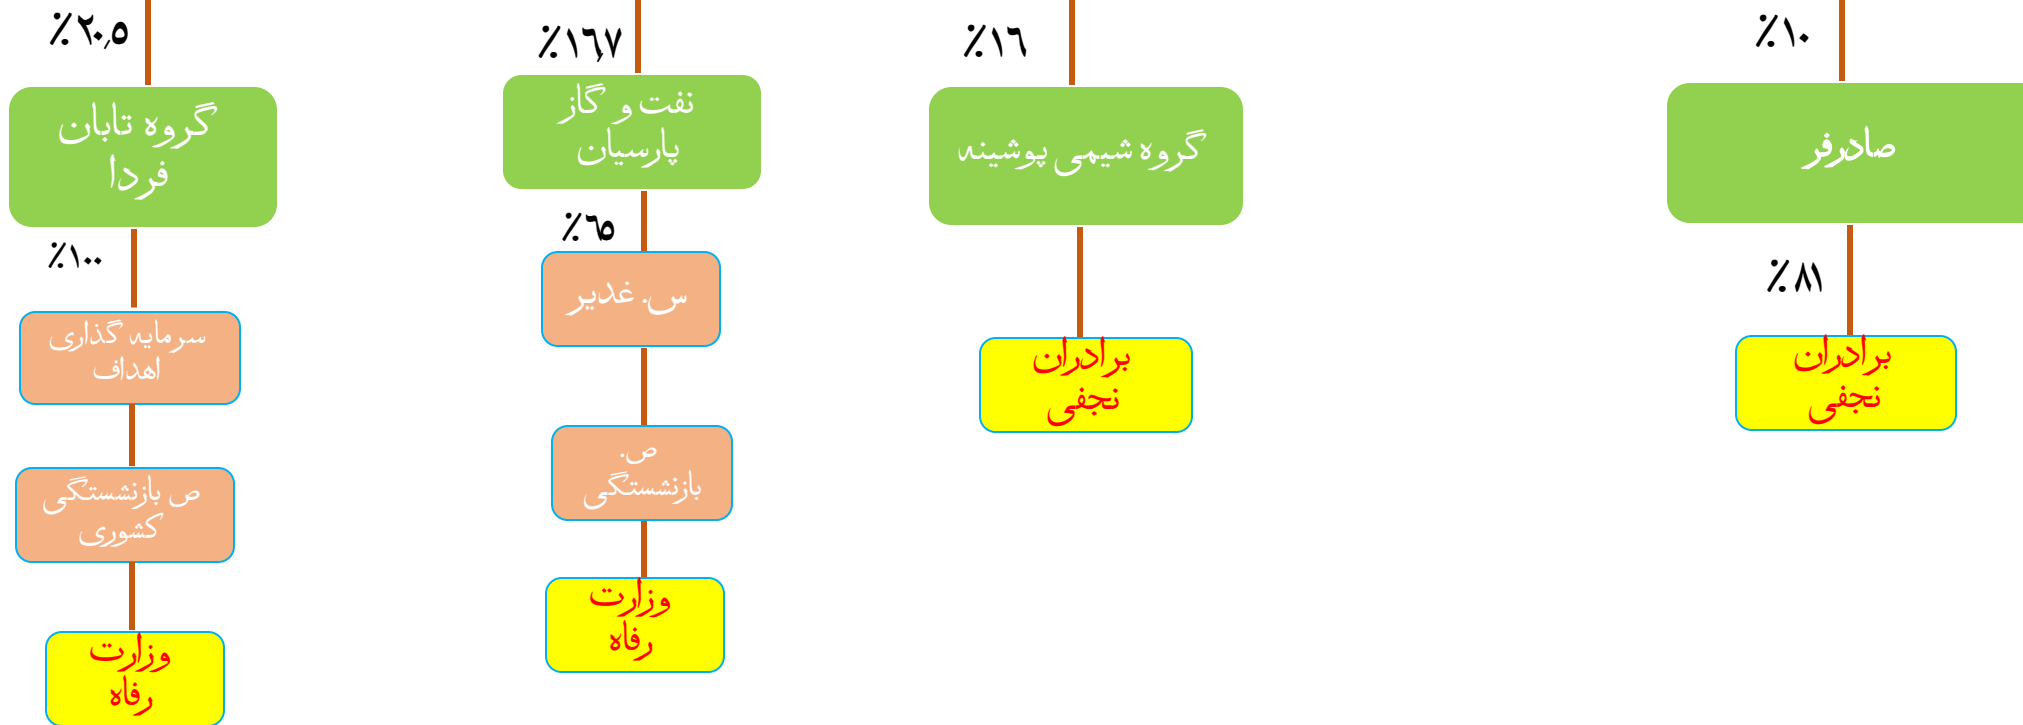 ٪۱۰
صادرفر
٪۸۱
برادران
نجفی
٪۱۶
گروه شیمی پوشینه
برادران
نجفی
٪۱۶٫۷
نفت و گاز
پارسیان
٪۶۵
س. غدیر
ص.
بازنشستگی
وزارت
رفاه
٪۲۰٫۵
گروه تابان
فردا
٪۱۰۰
سرمایه گذاری
اهداف
ص بازنشستگی
کشوری
وزارت
رفاه